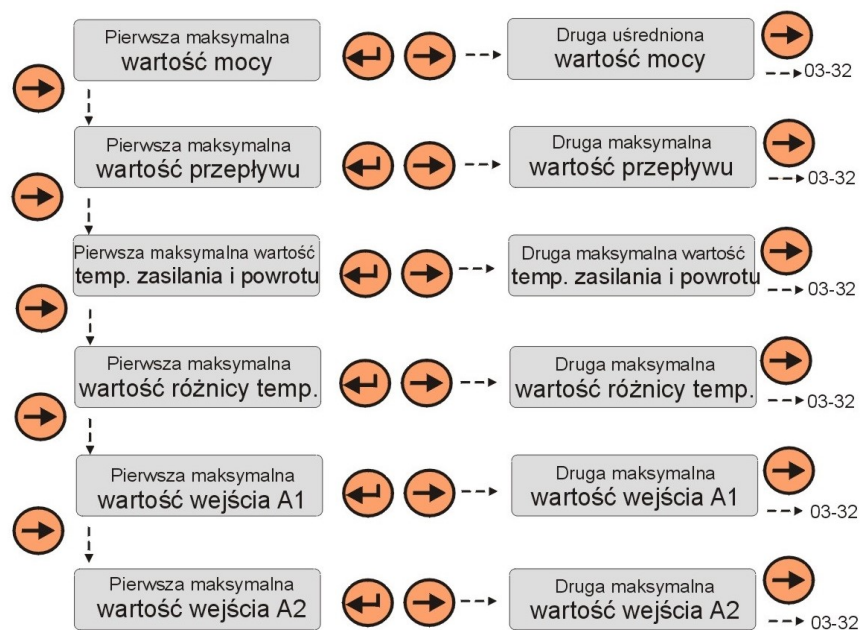 Pierwsza maksymalna
wartość mocy
Druga uśredniona
wartość mocy
03-32
Pierwsza maksymalna
wartość przepływu
Druga maksymalna
wartość przepływu
03-32
Pierwsza maksymalna wartość
temp. zasilania i powrotu
Druga maksymalna wartość
temp. zasilania i powrotu
03-32
Pierwsza maksymalna
wartość różnicy temp.
Druga maksymalna
wartość różnicy temp.
03-32
Pierwsza maksymalna
wartość wejścia A1
Druga maksymalna
wartość wejścia A1
03-32
Pierwsza maksymalna
wartość wejścia A2
Druga maksymalna
wartość wejścia A2
03-32